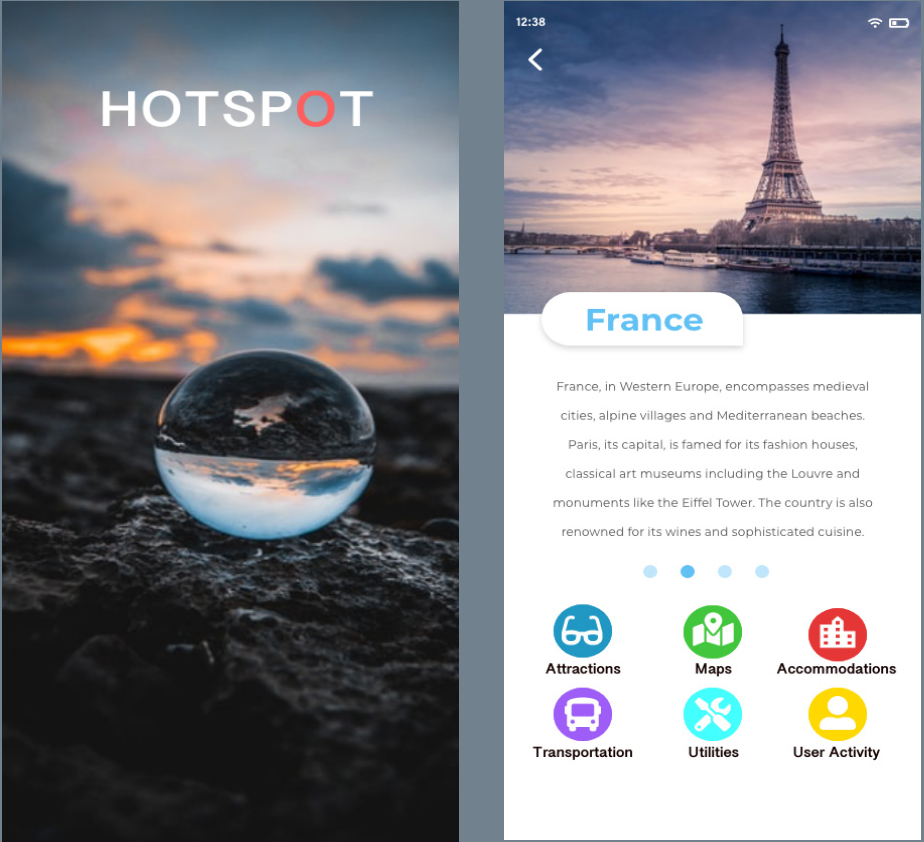 HOTSPOT
12:38
France
France, in Western Europe, encompasses medieval
cities, alpine villages and Mediterranean beaches.
Paris, its capital, is famed for its fashion houses,
classical art museums including the Louvre and
monuments like the Eiffel Tower. The country is also
renowned for its wines and sophisticated cuisine.
Attractions
Maps
Accommodations
Transportation
Utilities
User Activity